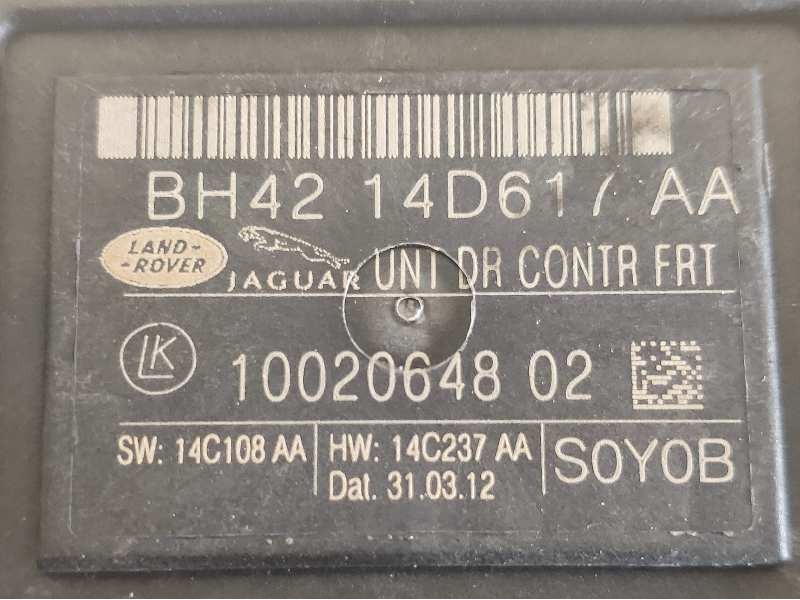 BH42 14D617 AA
LAND-
-ROVER
JAGUAR UNI DR CONTR FRT
LK 10020648 02
SW: 14C108 AA HW: 14C237 AA S0Y0B
Dat. 31.03.12